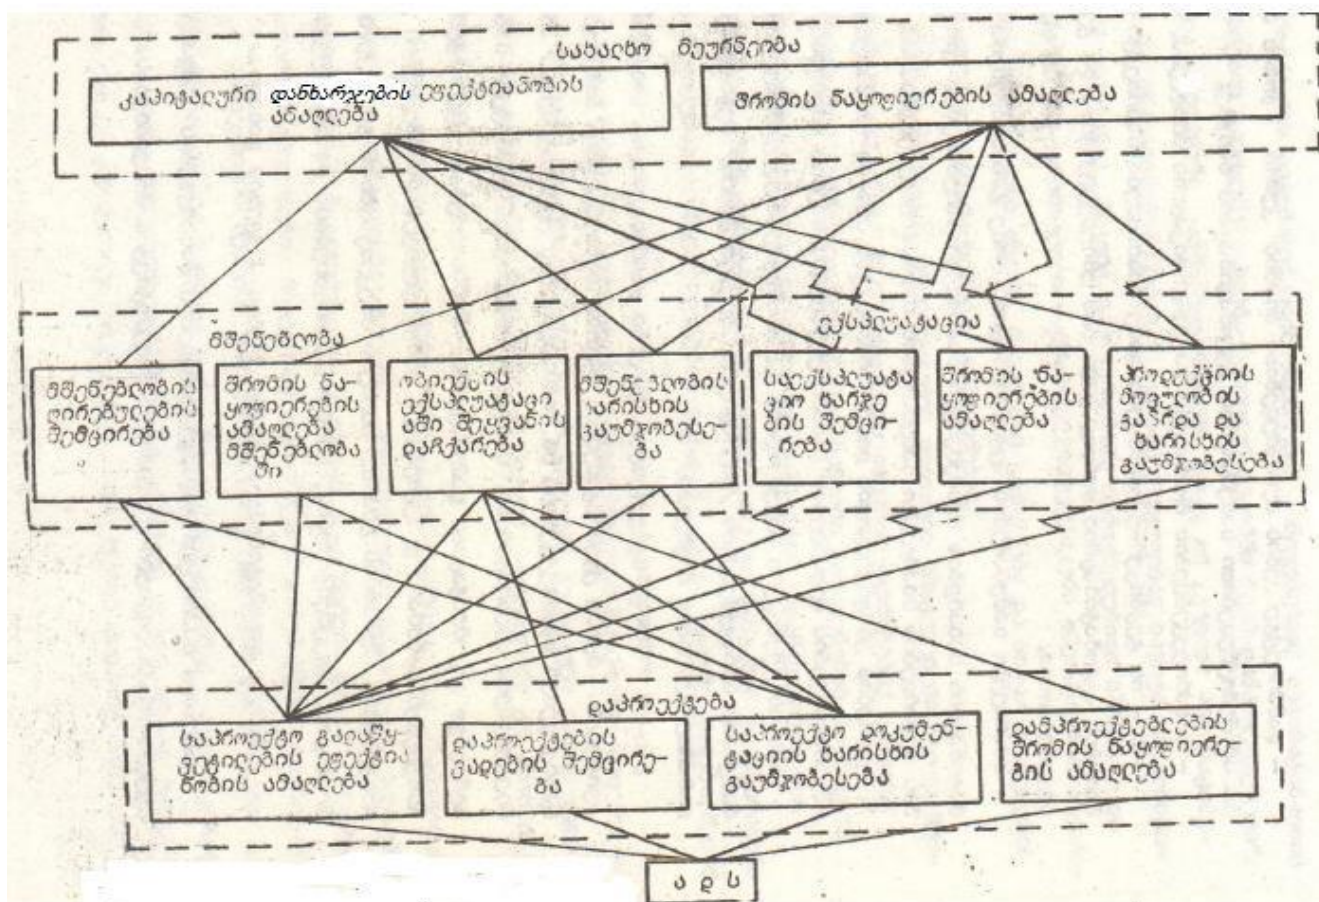 სახალხო მეურნეობა
კაპიტალური დანხარჯების ეფექტიანობის
ამაღლება
შრომის ნაყოფიერების ამაღლება
მშენებლობა
ექსპლუატაცია
მშენებლობის
ღირებულების
შემცირება
შრომის ნა-
ყოფიერების
ამაღლება
მშენებლობა
ში
ობიექტის
ექსპლუატაცი
აში შეყვანის
დაჩქარება
მშენებლობის
ხარისხის
გაუმჯობესე-
ბა
საექსპლუატა
ციო ხარჯე
ბის შემცი-
რება
შრომის ნა-
ყოფიერების
ამაღლება
პროდუქციის
მოცულობის
გაზრდა და
ხარისხის
გაუმჯობესება
დაპროექტება
საპროექტო გადაწყ-
ვეტილების ეფექტია
ნობის ამაღლება
დაპროექტების
ვადების შემცირე-
ბა
საპროექტო დოკუმენ-
ტაციის ხარისხის
გაუმჯობესება
დამპროექტებლების
შრომის ნაყოფიერე-
ბის ამაღლება
ა დ ს